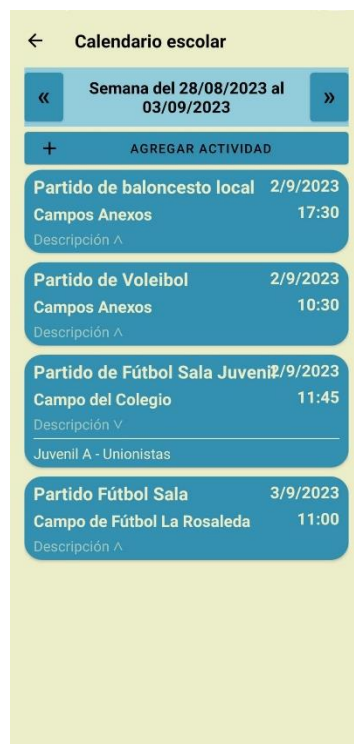 ← Calendario escolar
« Semana del 28/08/2023 al »
03/09/2023
+ AGREGAR ACTIVIDAD
Partido de baloncesto local 2/9/2023
Campos Anexos 17:30
Descripción ˄
Partido de Voleibol 2/9/2023
Campos Anexos 10:30
Descripción ˄
Partido de Fútbol Sala Juvenil 2/9/2023
Campo del Colegio 11:45
Descripción ˅
Juvenil A - Unionistas
Partido Fútbol Sala 3/9/2023
Campo de Fútbol La Rosaleda 11:00
Descripción ˄